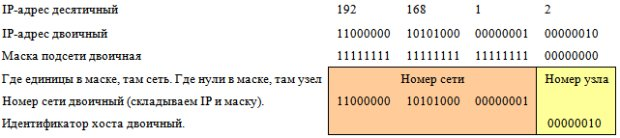 IP-адрес десятичный 192 168 1 2
IP-адрес двоичный 11000000 10101000 00000001 00000010
Маска подсети двоичная 11111111 11111111 11111111 00000000
Где единицы в маске, там сеть. Где нули в маске, там узел Номер сети Номер узла
Номер сети двоичный (складываем IP и маску). 11000000 10101000 00000001
Идентификатор хоста двоичный. 00000010